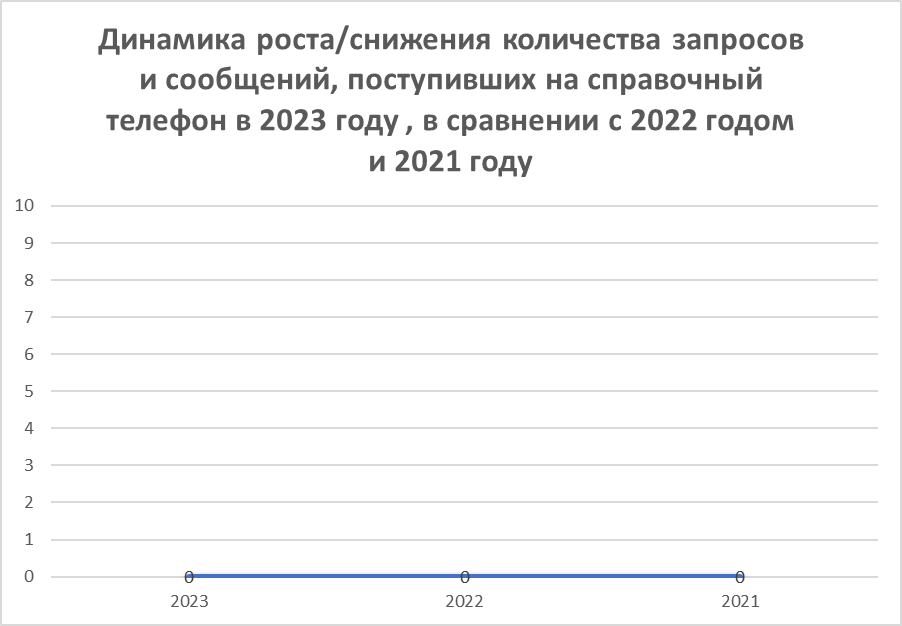 Динамика роста/снижения количества запросов
и сообщений, поступивших на справочный
телефон в 2023 году , в сравнении с 2022 годом
и 2021 году
10
9
8
7
6
5
4
3
2
1
0
0 0 0
2023 2022 2021